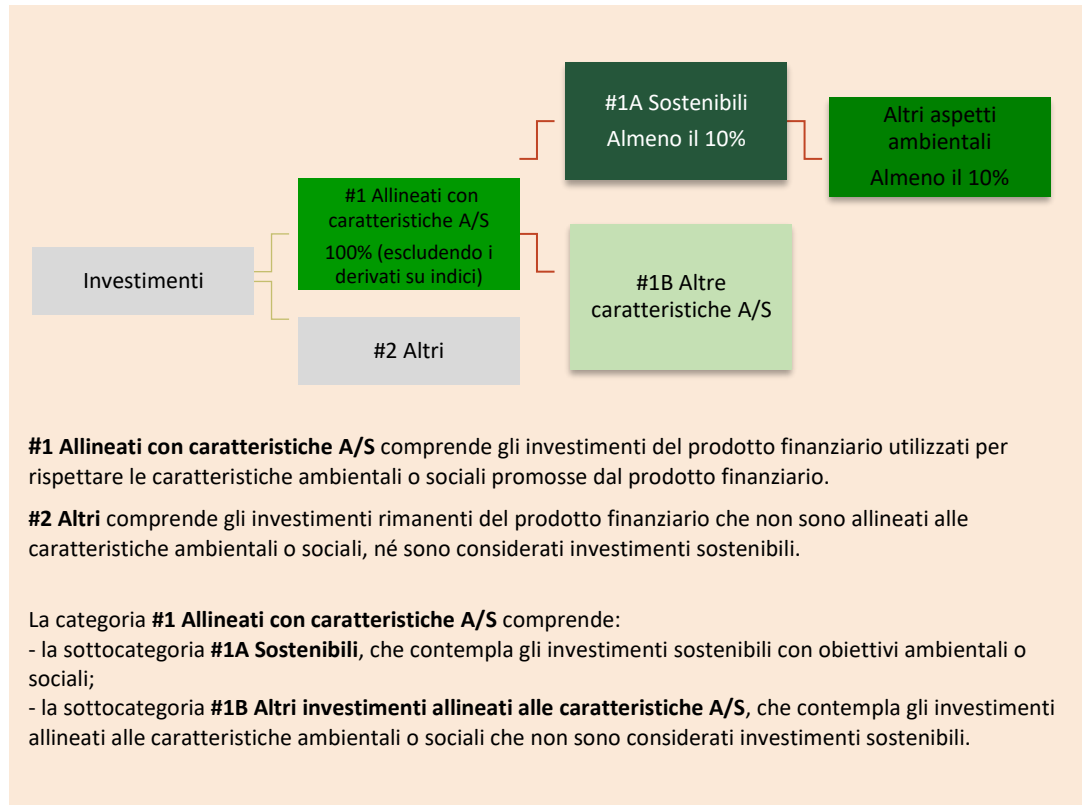 #1A Sostenibili
Almeno il 10%
Altri aspetti
ambientali
Almeno il 10%
#1 Allineati con
caratteristiche A/S
100% (escludendo i
derivati su indici)
Investimenti
#1B Altre
caratteristiche A/S
#2 Altri
#1 Allineati con caratteristiche A/S comprende gli investimenti del prodotto finanziario utilizzati per
rispettare le caratteristiche ambientali o sociali promosse dal prodotto finanziario.
#2 Altri comprende gli investimenti rimanenti del prodotto finanziario che non sono allineati alle
caratteristiche ambientali o sociali, né sono considerati investimenti sostenibili.
La categoria #1 Allineati con caratteristiche A/S comprende:
- la sottocategoria #1A Sostenibili, che contempla gli investimenti sostenibili con obiettivi ambientali o
sociali;
- la sottocategoria #1B Altri investimenti allineati alle caratteristiche A/S, che contempla gli investimenti
allineati alle caratteristiche ambientali o sociali che non sono considerati investimenti sostenibili.